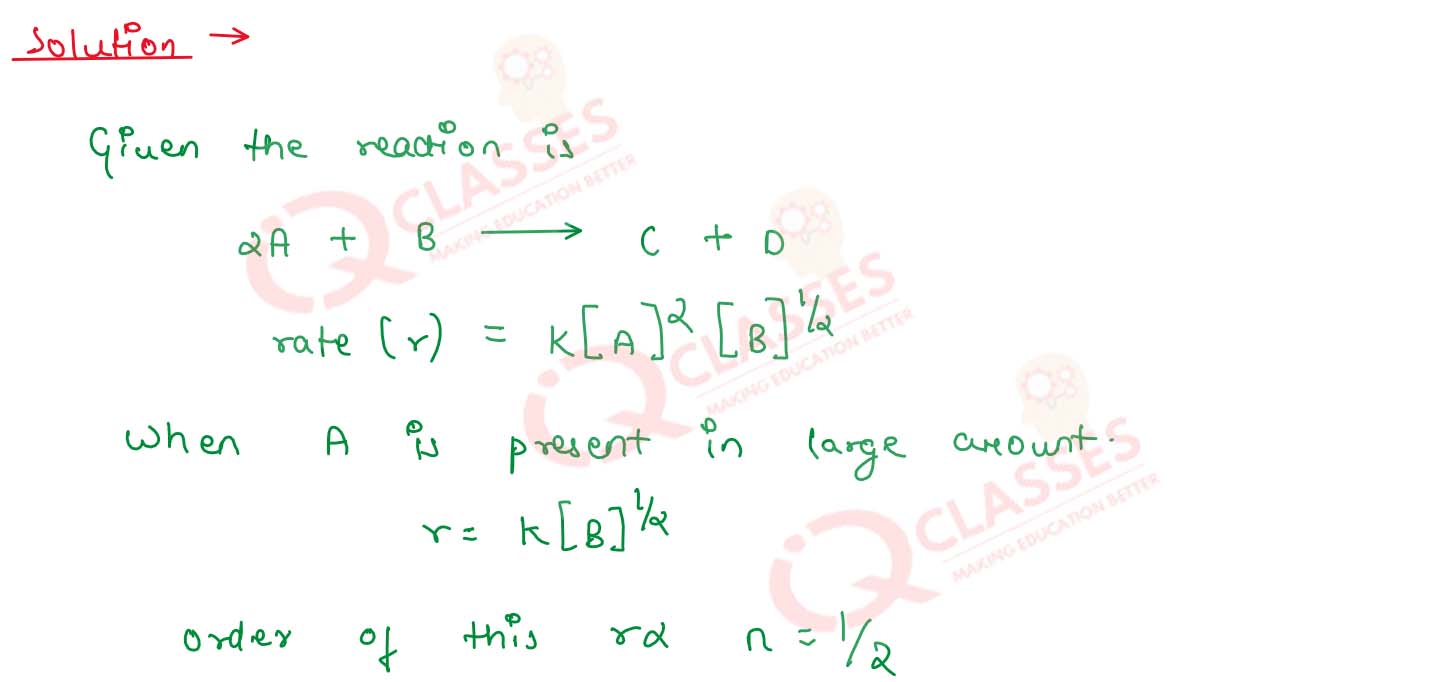 Solution →
Given the reaction is
2A + B ⟶ C + D
rate (r) = K[A]² [B]^1/2
When A is present in large amount.
r = K[B]^1/2
order of this rα n = 1/2
iQ CLASSES
MAKING EDUCATION BETTER
iQ CLASSES
MAKING EDUCATION BETTER
iQ CLASSES
MAKING EDUCATION BETTER